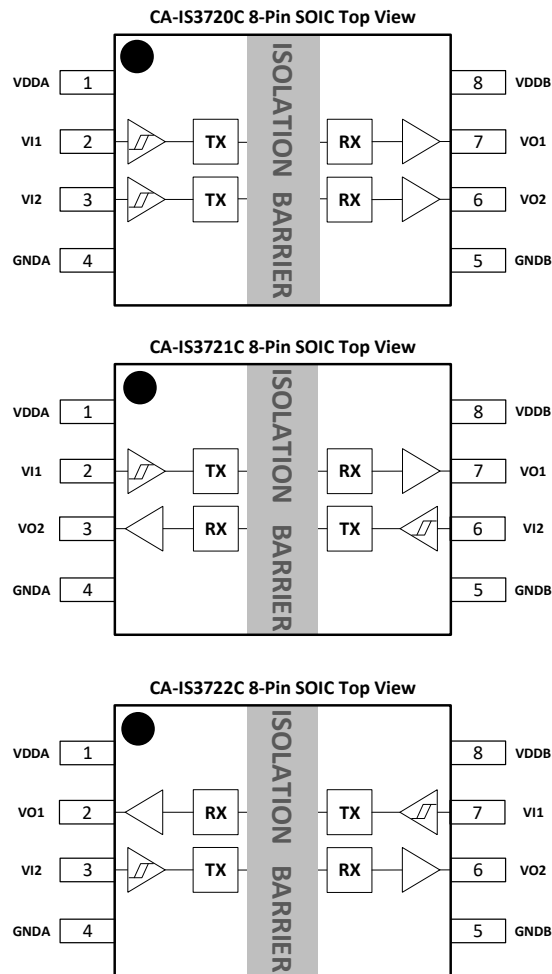 CA-IS3720C 8-Pin SOIC Top View
VDDA 1 8 VDDB
VI1 2 TX RX 7 VO1
VI2 3 TX RX 6 VO2
GNDA 4 5 GNDB
ISOLATION BARRIER
CA-IS3721C 8-Pin SOIC Top View
VDDA 1 8 VDDB
VI1 2 TX RX 7 VO1
VO2 3 RX TX 6 VI2
GNDA 4 5 GNDB
ISOLATION BARRIER
CA-IS3722C 8-Pin SOIC Top View
VDDA 1 8 VDDB
VO1 2 RX TX 7 VI1
VI2 3 TX RX 6 VO2
GNDA 4 5 GNDB
ISOLATION BARRIER